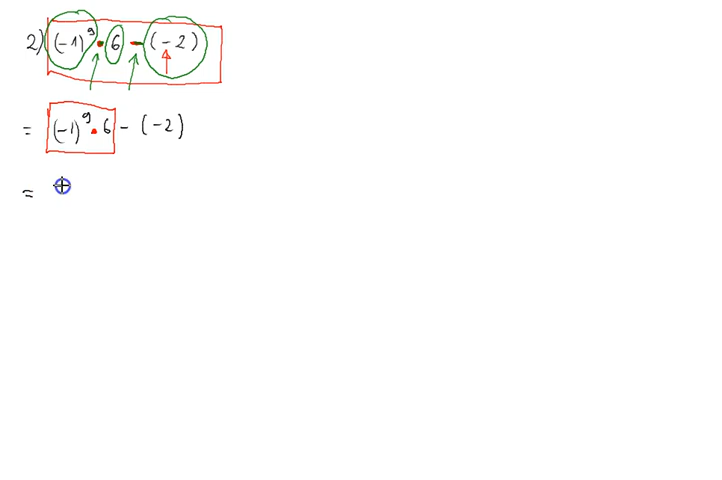 2) (-1)⁹ · 6 - (-2)
= (-1)⁹ · 6 - (-2)
=